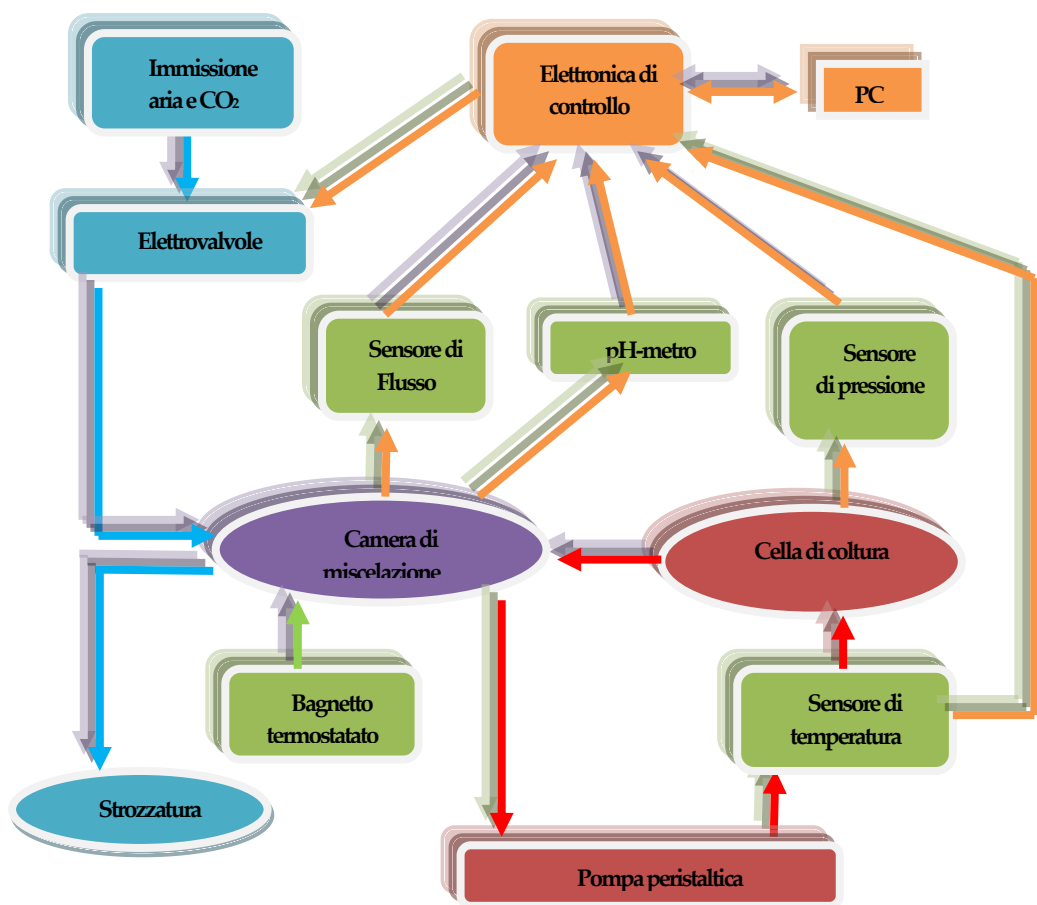 Immissione
aria e CO₂
Elettronica di
controllo
PC
Elettrovalvole
Sensore di
Flusso
pH-metro
Sensore
di pressione
Camera di
miscelazione
Cella di coltura
Bagnetto
termostatato
Sensore di
temperatura
Strozzatura
Pompa peristaltica